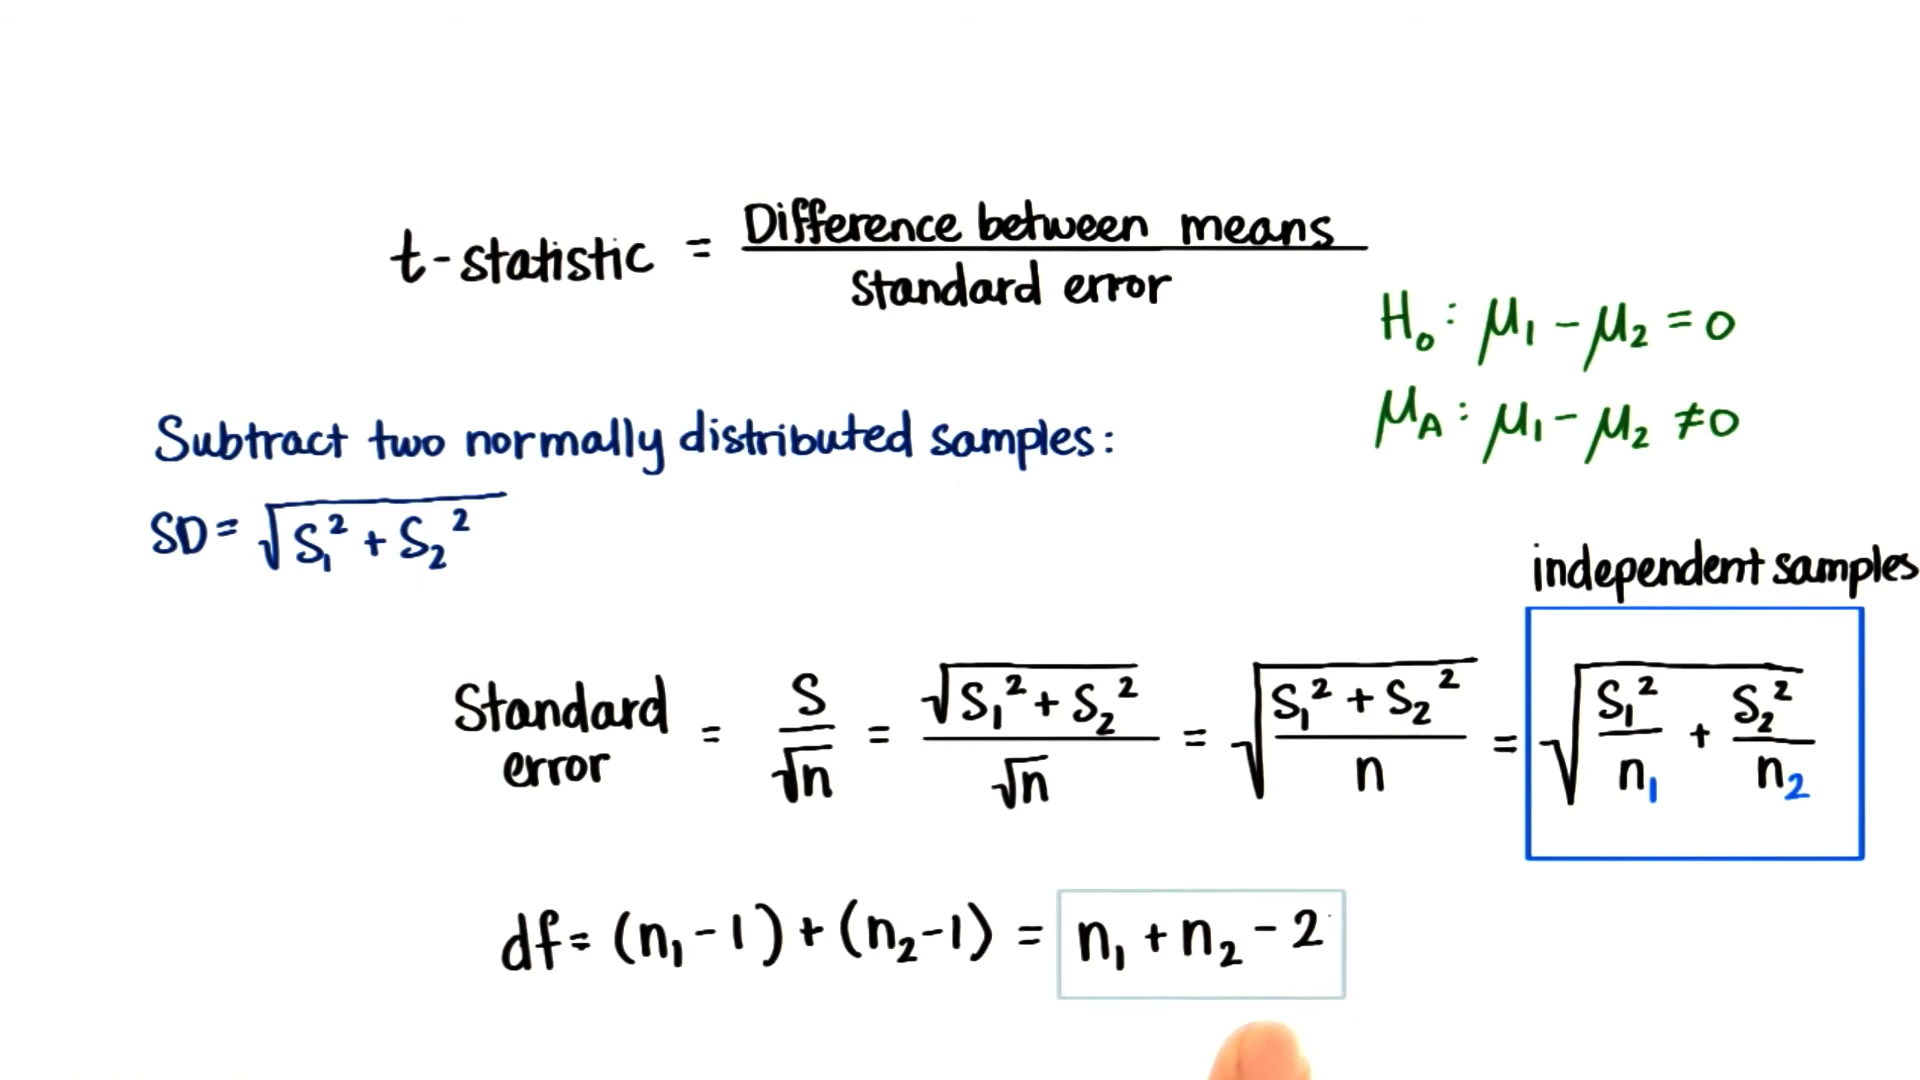 t-statistic = Difference between means / Standard error
H₀: μ₁ - μ₂ = 0
μA: μ₁ - μ₂ ≠ 0
Subtract two normally distributed samples:
SD = √(S₁² + S₂²)
independent samples
Standard error = S/√n = √(S₁² + S₂²)/√n = √((S₁² + S₂²)/n) = √(S₁²/n₁ + S₂²/n₂)
df = (n₁ - 1) + (n₂ - 1) = n₁ + n₂ - 2